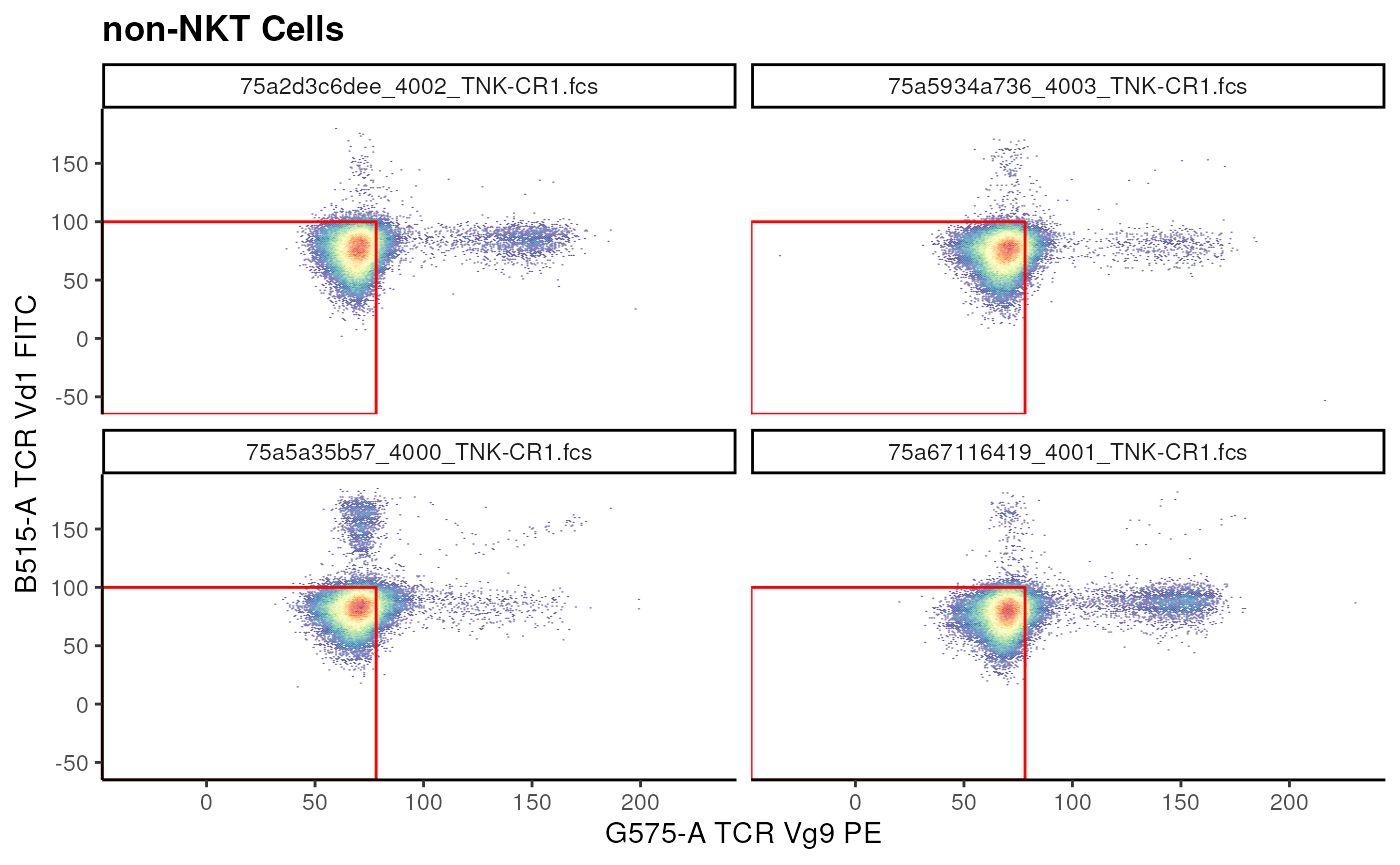 non-NKT Cells
75a2d3c6dee_4002_TNK-CR1.fcs
75a5934a736_4003_TNK-CR1.fcs
150
100
50
0
-50
75a5a35b57_4000_TNK-CR1.fcs
75a67116419_4001_TNK-CR1.fcs
150
100
50
0
-50
0 50 100 150 200
0 50 100 150 200
G575-A TCR Vg9 PE
B515-A TCR Vd1 FITC